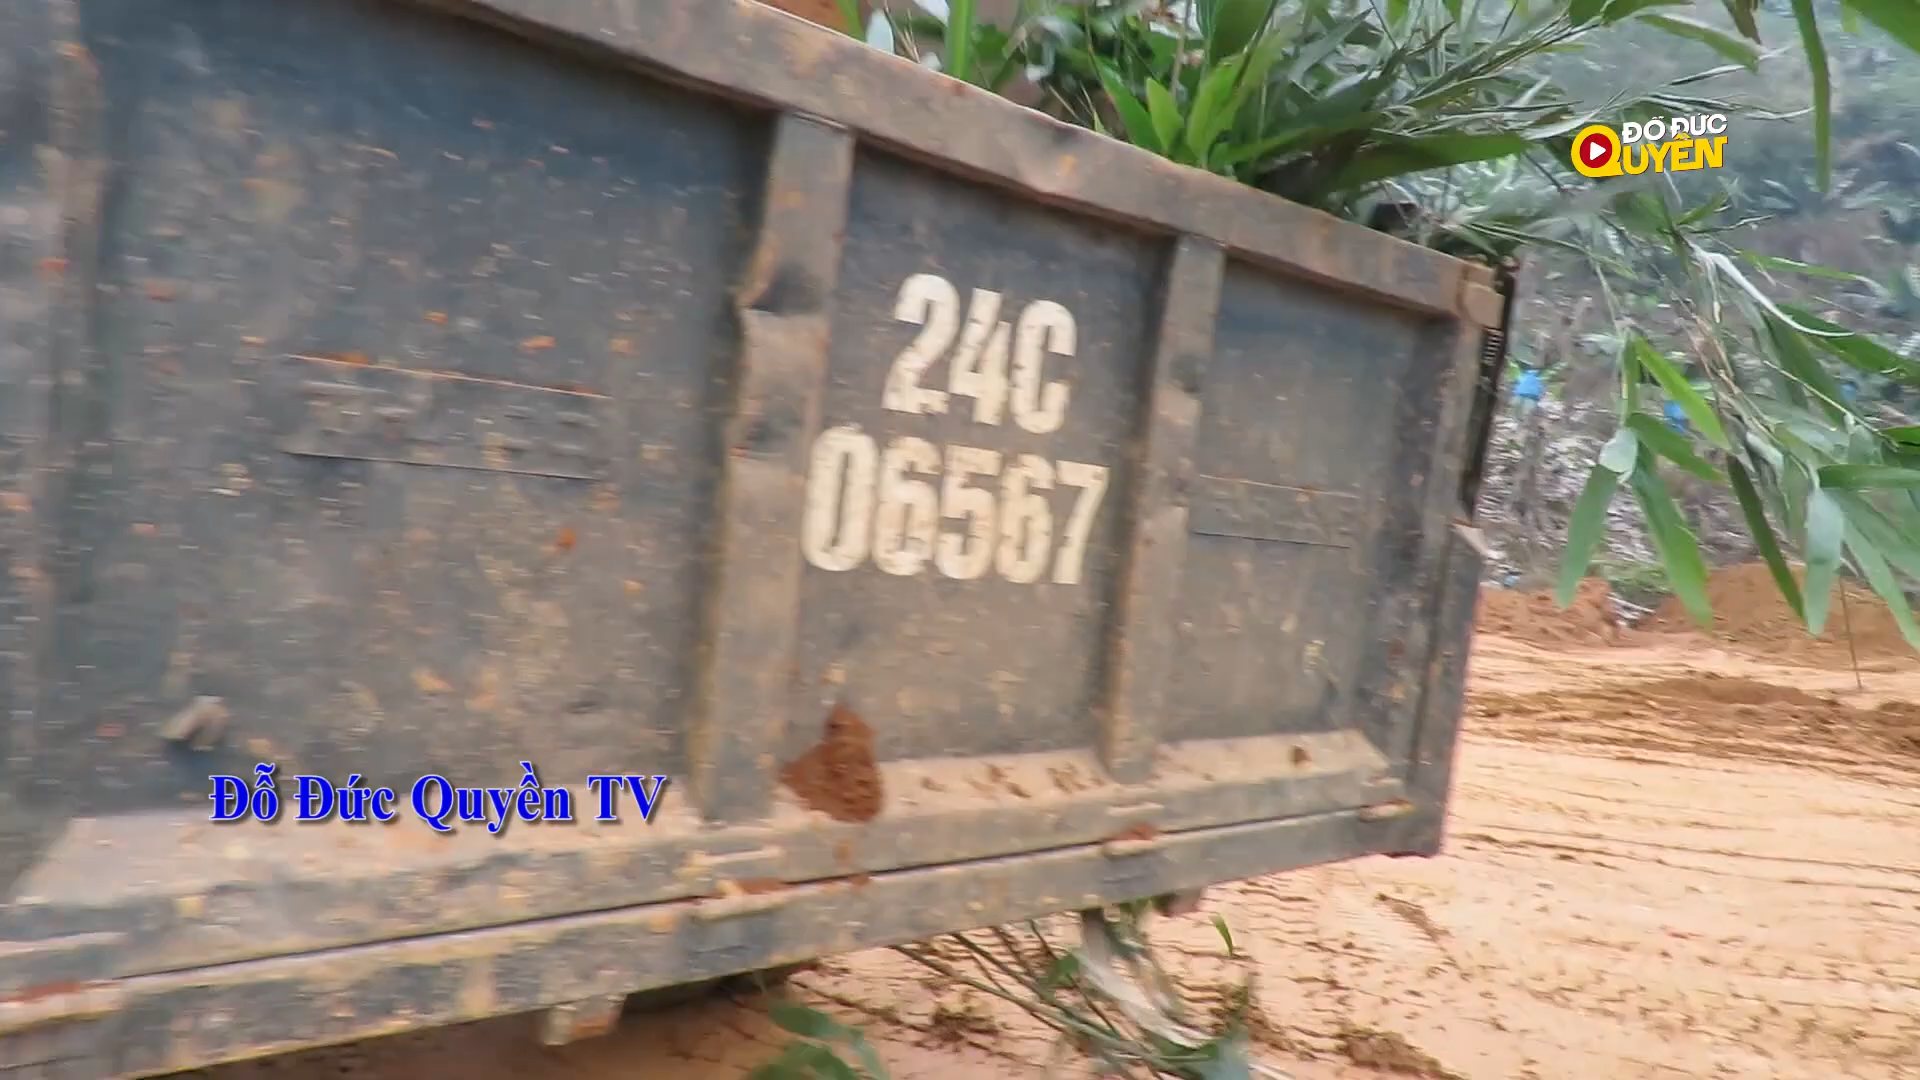 ĐỖ ĐỨC
QUYỀN
24C
06567
Đỗ Đức Quyền TV